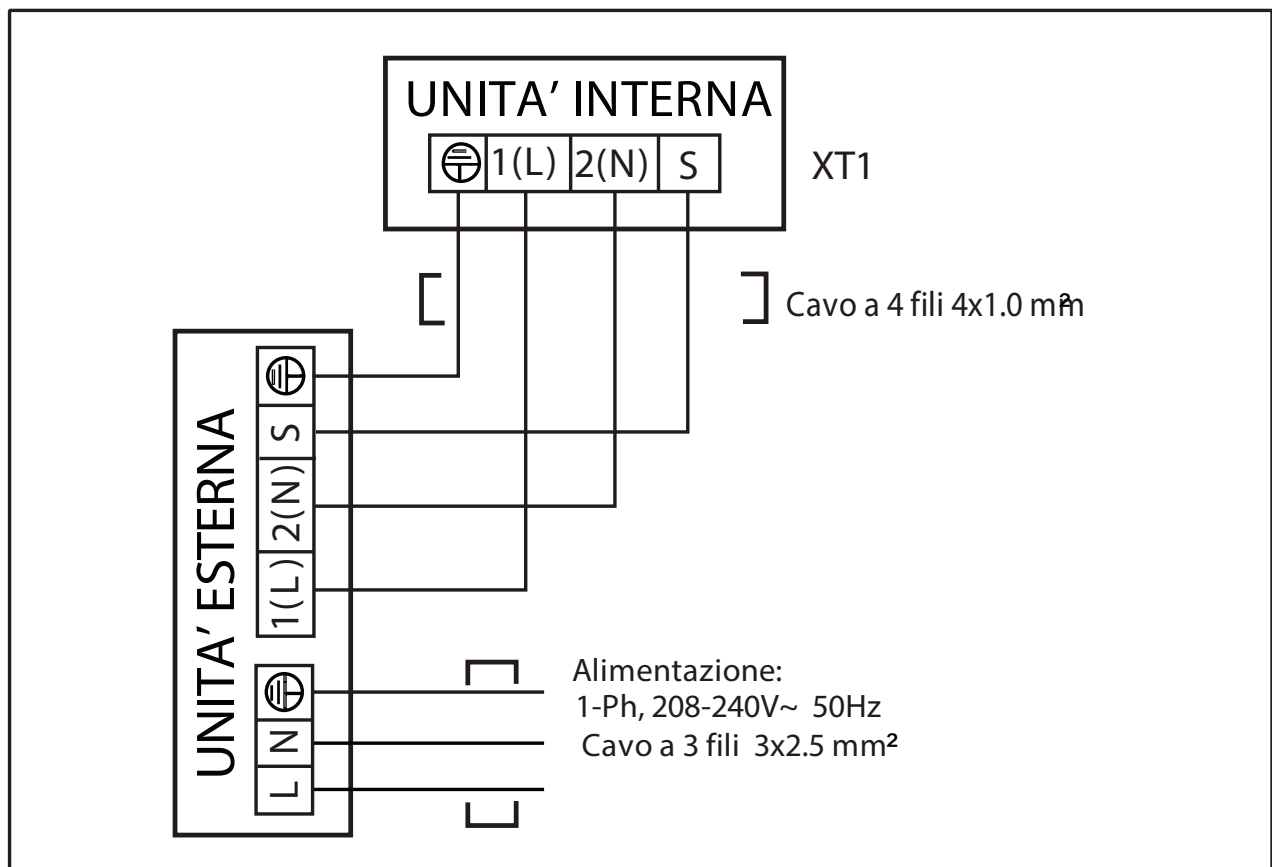 UNITA’ INTERNA
1(L) 2(N) S
XT1
Cavo a 4 fili 4x1.0 mm²
UNITA’ ESTERNA
S
2(N)
1(L)
N
L
Alimentazione:
1-Ph, 208-240V~ 50Hz
Cavo a 3 fili 3x2.5 mm²